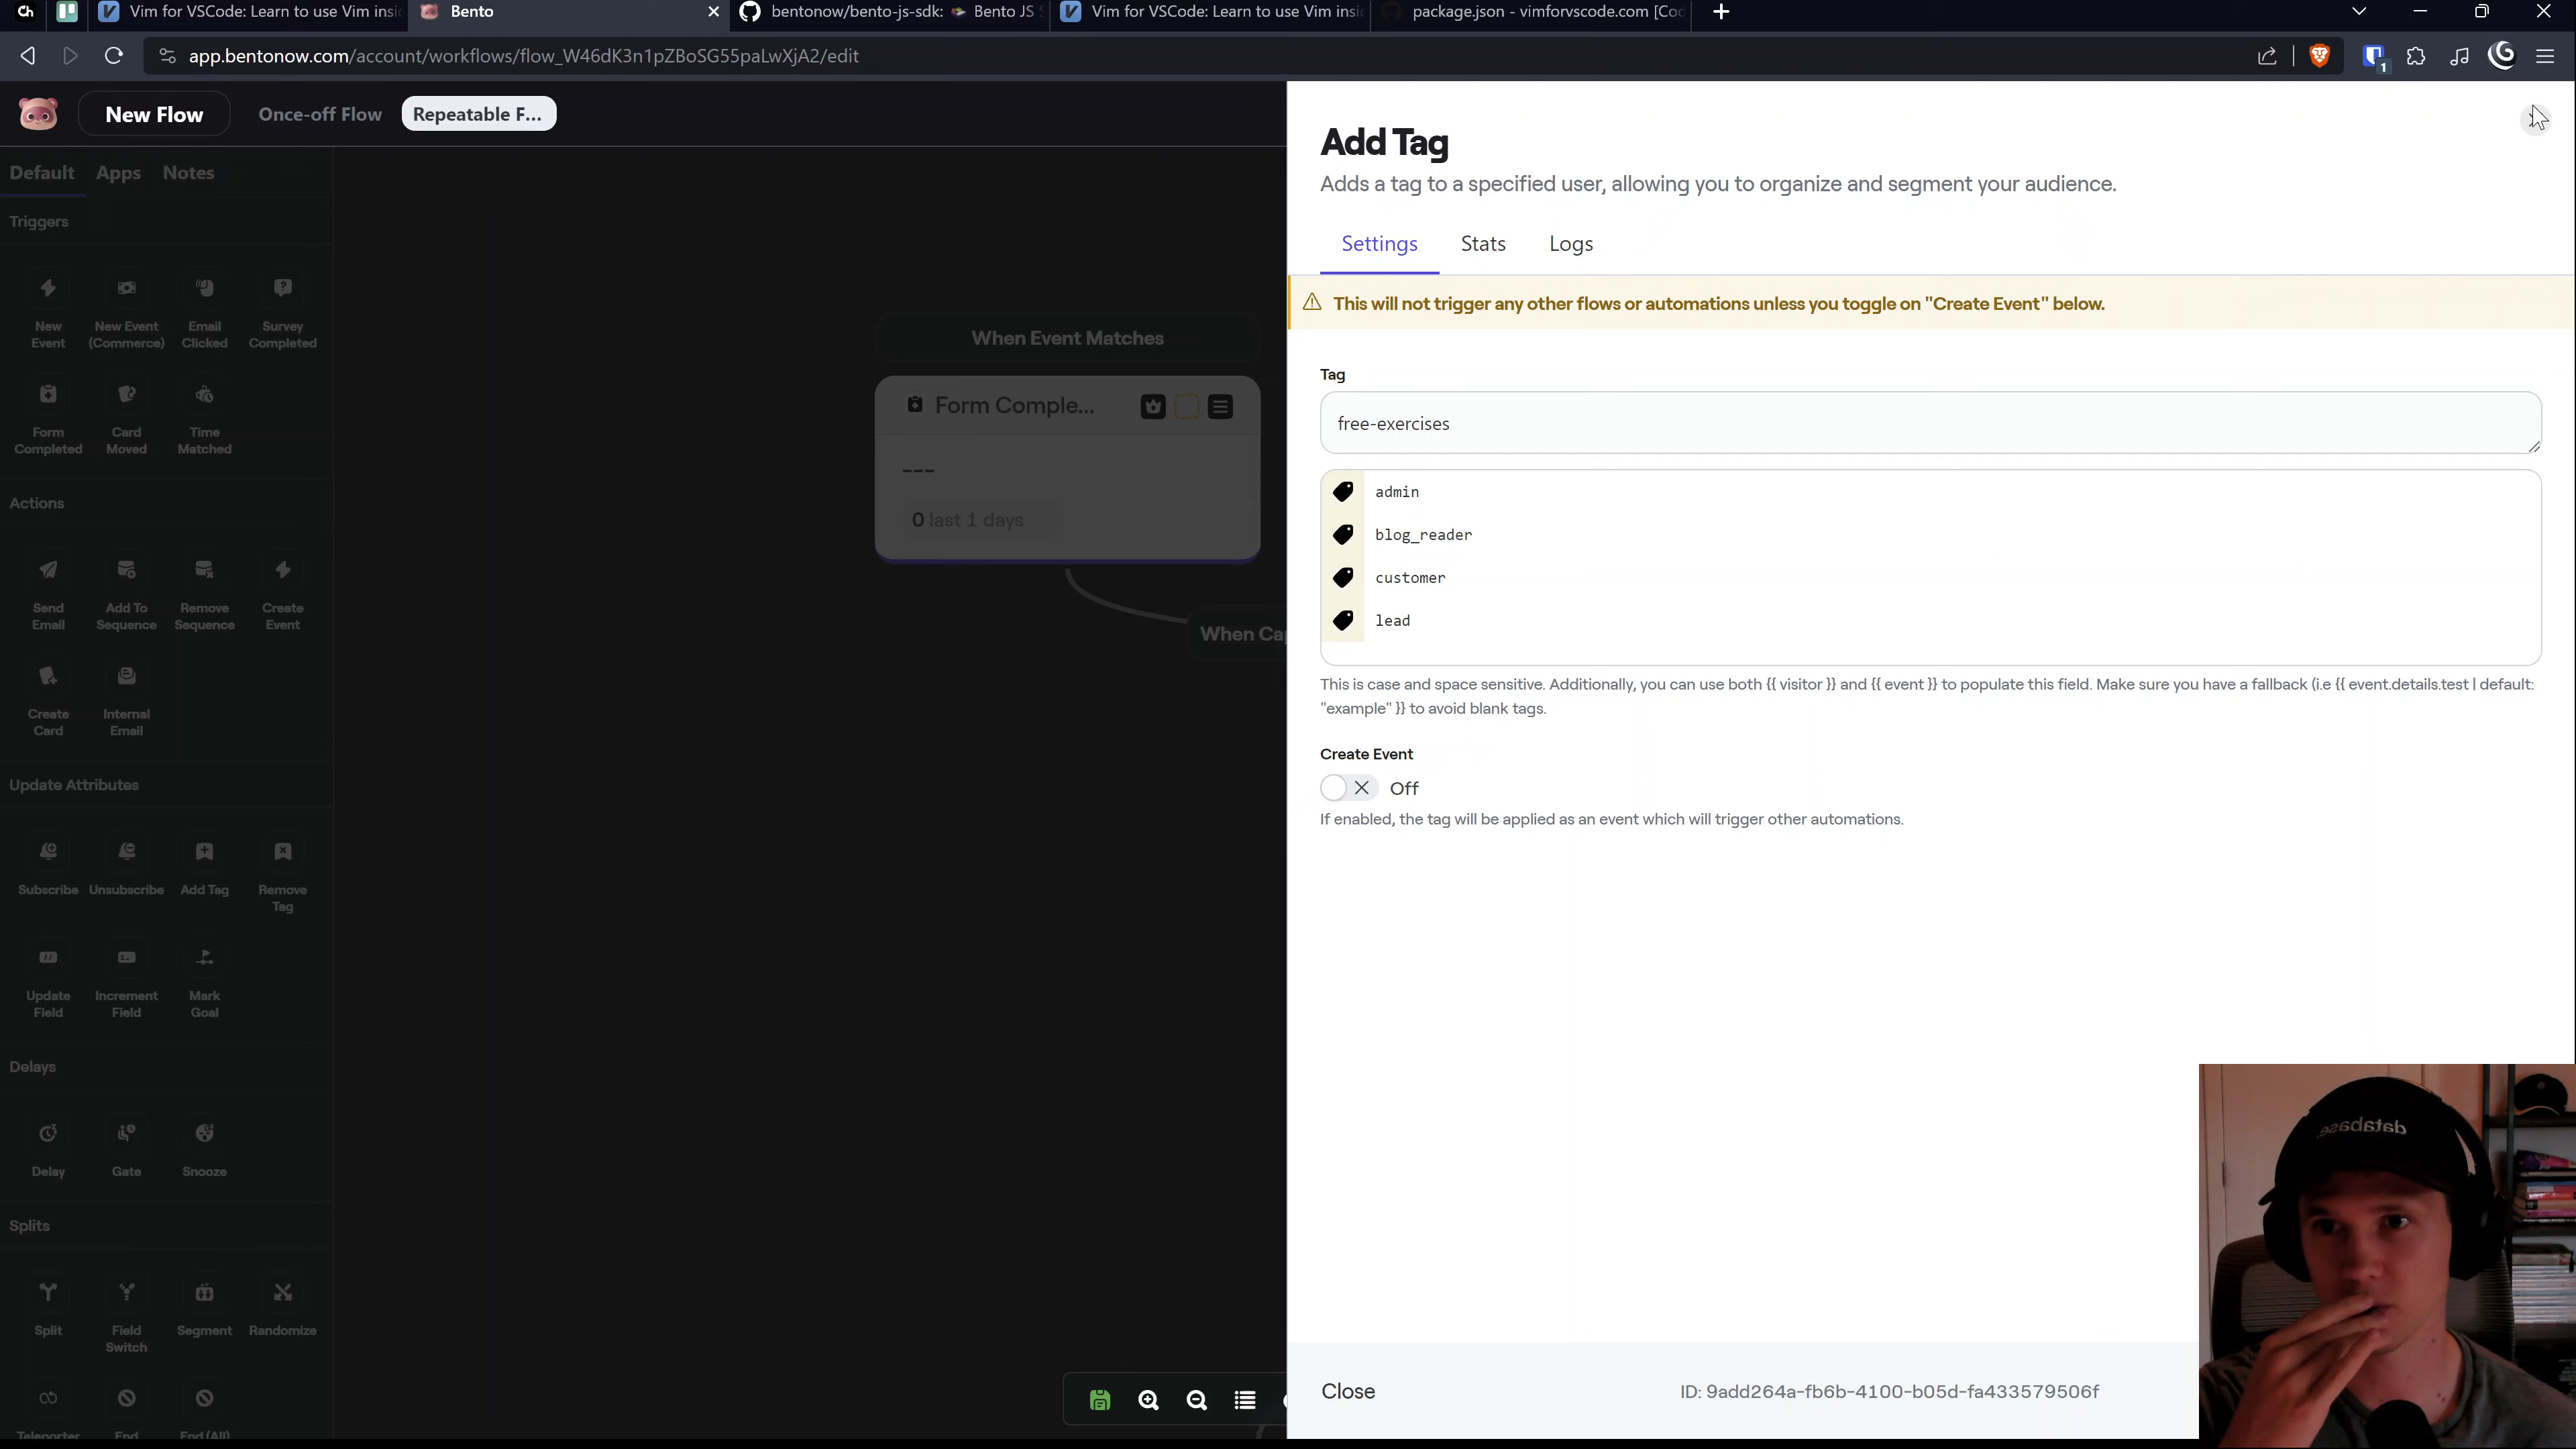 Ch
Vim for VSCode: Learn to use Vim insi
Bento
bentonow/bento-js-sdk: 🍱 Bento JS S
Vim for VSCode: Learn to use Vim insi
package.json - vimforvscode.com [Cod
app.bentonow.com/account/workflows/flow_W46dK3n1pZBoSG55paLwXjA2/edit
1
New Flow
Once-off Flow
Repeatable F...
Default
Apps
Notes
Triggers
New Event
New Event (Commerce)
Email Clicked
Survey Completed
Form Completed
Card Moved
Time Matched
Actions
Send Email
Add To Sequence
Remove Sequence
Create Event
Create Card
Internal Email
Update Attributes
Subscribe
Unsubscribe
Add Tag
Remove Tag
Update Field
Increment Field
Mark Goal
Delays
Delay
Gate
Snooze
Splits
Split
Field Switch
Segment
Randomize
Teleporter
End
End (All)
When Event Matches
Form Comple...
---
0 last 1 days
When Cap
Add Tag
Adds a tag to a specified user, allowing you to organize and segment your audience.
Settings
Stats
Logs
This will not trigger any other flows or automations unless you toggle on "Create Event" below.
Tag
free-exercises
admin
blog_reader
customer
lead
This is case and space sensitive. Additionally, you can use both {{ visitor }} and {{ event }} to populate this field. Make sure you have a fallback (i.e {{ event.details.test | default:
"example" }} to avoid blank tags.
Create Event
Off
If enabled, the tag will be applied as an event which will trigger other automations.
Close
ID: 9add264a-fb6b-4100-b05d-fa433579506f
database